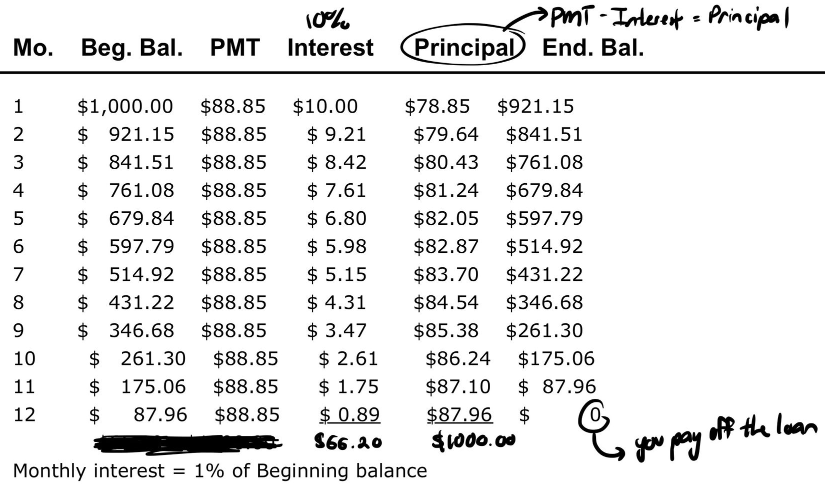 10% PMT - Interest = Principal
Mo. Beg. Bal. PMT Interest Principal End. Bal.
1 $1,000.00 $88.85 $10.00 $78.85 $921.15
2 $ 921.15 $88.85 $ 9.21 $79.64 $841.51
3 $ 841.51 $88.85 $ 8.42 $80.43 $761.08
4 $ 761.08 $88.85 $ 7.61 $81.24 $679.84
5 $ 679.84 $88.85 $ 6.80 $82.05 $597.79
6 $ 597.79 $88.85 $ 5.98 $82.87 $514.92
7 $ 514.92 $88.85 $ 5.15 $83.70 $431.22
8 $ 431.22 $88.85 $ 4.31 $84.54 $346.68
9 $ 346.68 $88.85 $ 3.47 $85.38 $261.30
10 $ 261.30 $88.85 $ 2.61 $86.24 $175.06
11 $ 175.06 $88.85 $ 1.75 $87.10 $ 87.96
12 $ 87.96 $88.85 $ 0.89 $87.96 $ 0
$66.20 $1000.00 you pay off the loan
Monthly interest = 1% of Beginning balance